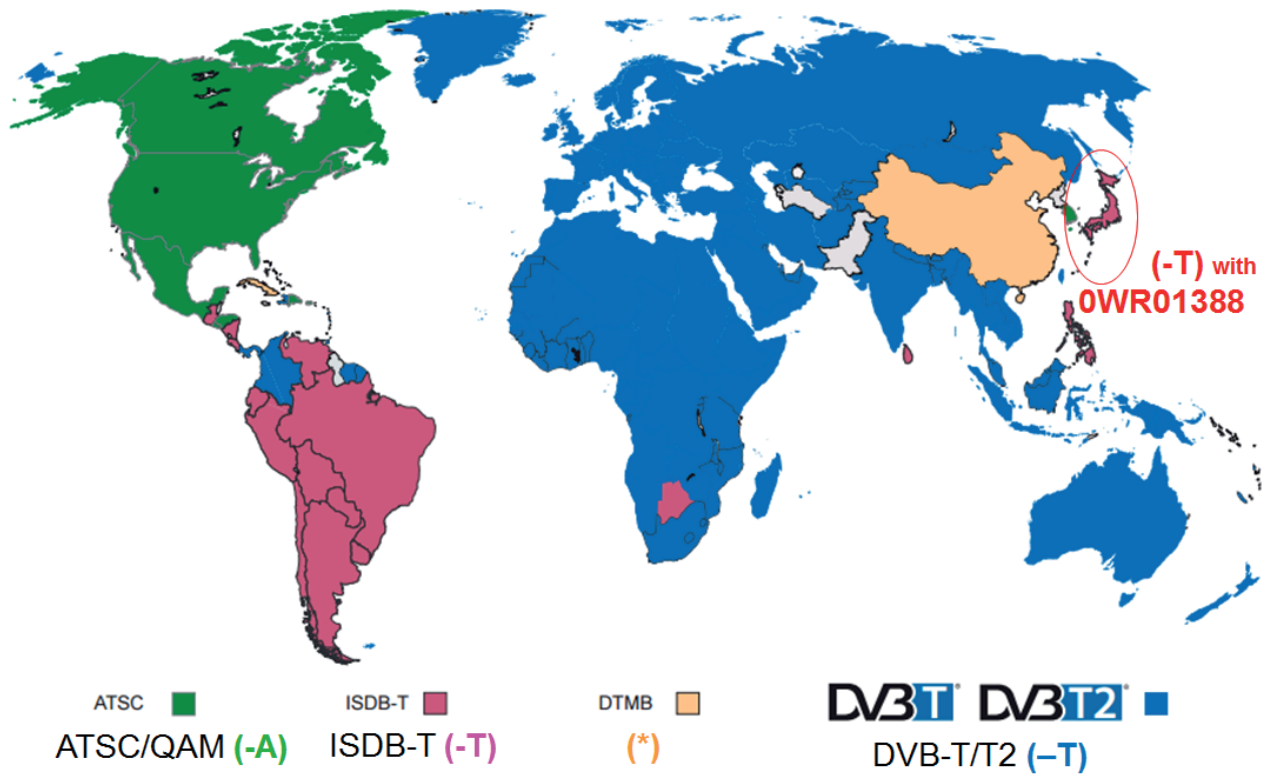 (-T) with
0WR01388
ATSC
ISDB-T
DTMB
DVB T®
DVB T2®
ATSC/QAM (-A)
ISDB-T (-T)
(*)
DVB-T/T2 (–T)